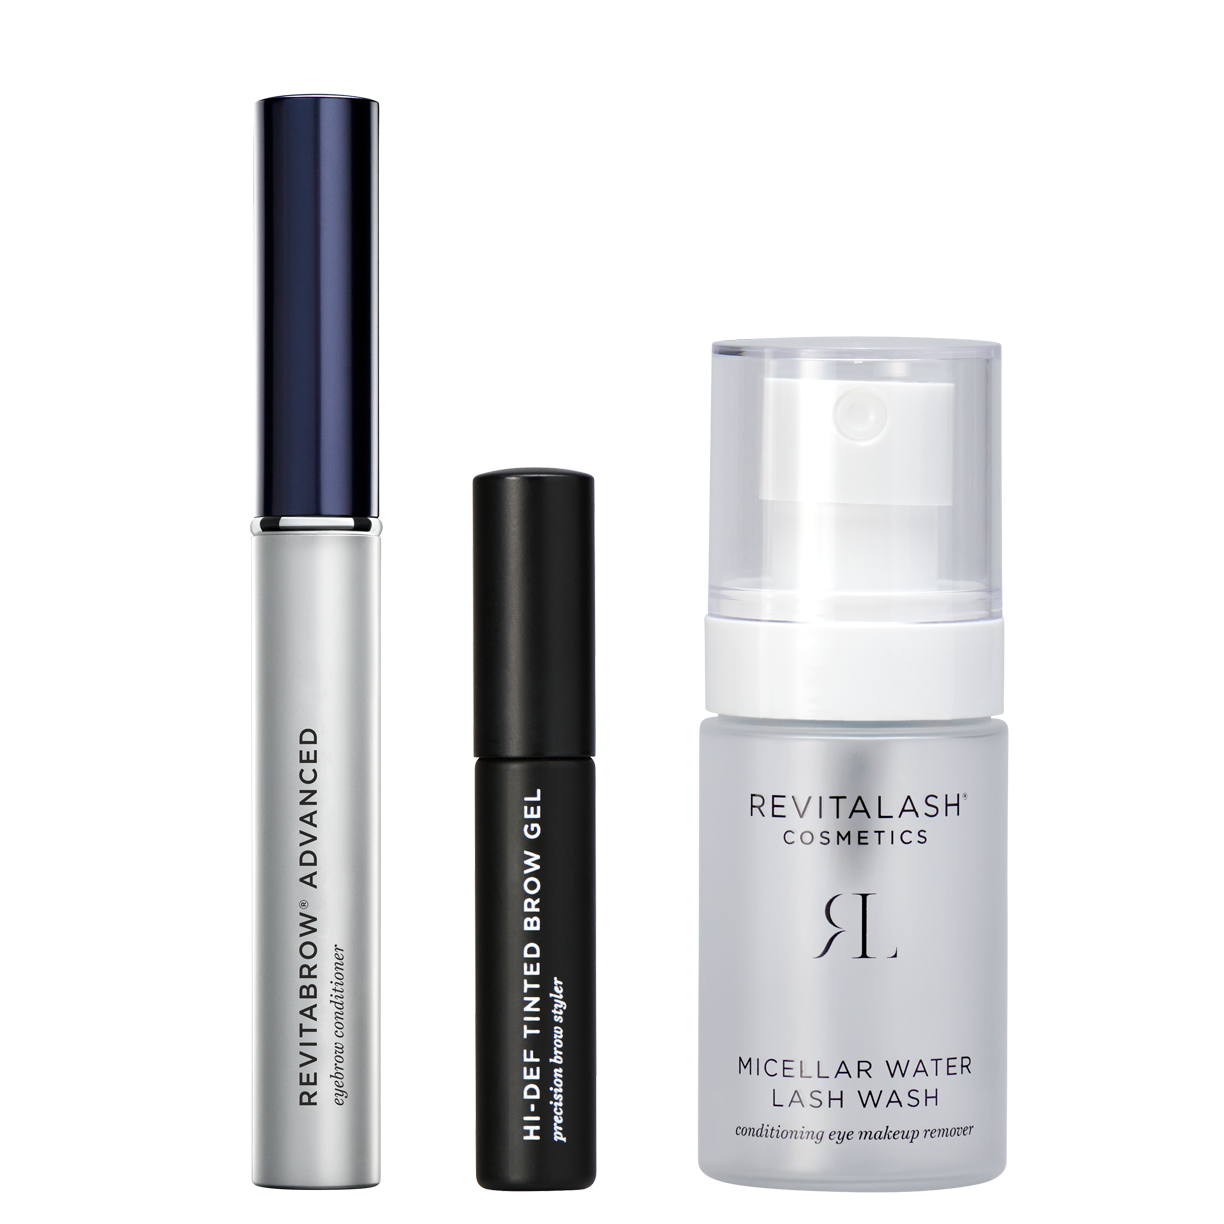 REVITABROW® ADVANCED
eyebrow conditioner
HI-DEF TINTED BROW GEL
precision brow styler
REVITALASH®
COSMETICS
RL
MICELLAR WATER
LASH WASH
conditioning eye makeup remover